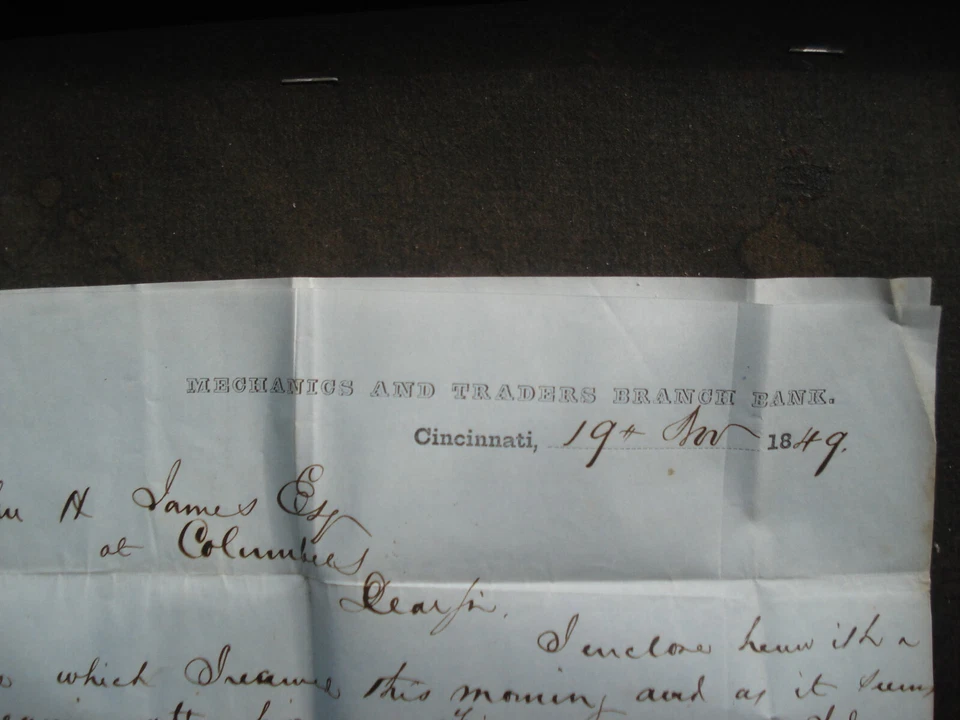 MECHANICS AND TRADERS BRANCH BANK.
Cincinnati, 19th Nov 1849.
H James Esq
at Columbus
Dear Sir,
I enclose herewith a
which I received this morning and as it seems